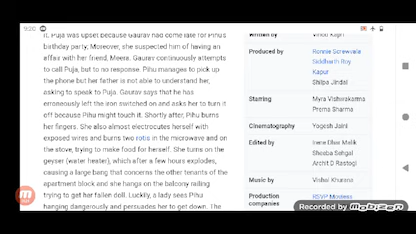 9:20
it. Puja was upset because Gaurav had come late for Pihu's
birthday party. Moreover, she suspected him of having an
affair with her friend, Meera. Gaurav continuously attempts
to call Puja, but to no response. Pihu manages to pick up
the phone but her father is not able to understand her,
asking to speak to Puja. Gaurav says that he has
erroneously left the iron switched on and asks her to turn it
off because Pihu might touch it. Shortly after, Pihu burns
her fingers. She also almost electrocutes herself with
exposed wires and burns two rotis in the microwave and on
the stove, trying to make food for herself. She turns on the
geyser (water heater), which after a few hours explodes,
causing a large bang that concerns the other tenants of the
apartment block and she hangs on the balcony railing
trying to get her fallen doll. Luckily, a lady sees Pihu
hanging dangerously and persuades her to get down. The
Written by Vinod Kapri
Produced by Ronnie Screwvala
Siddharth Roy
Kapur
Shilpa Jindal
Starring Myra Vishwakarma
Prerna Sharma
Cinematography Yogesh Jaini
Edited by Irene Dhar Malik
Sheeba Sehgal
Archit D Rastogi
Music by Vishal Khurana
Production RSVP Movies
companies
Recorded by Mobizen